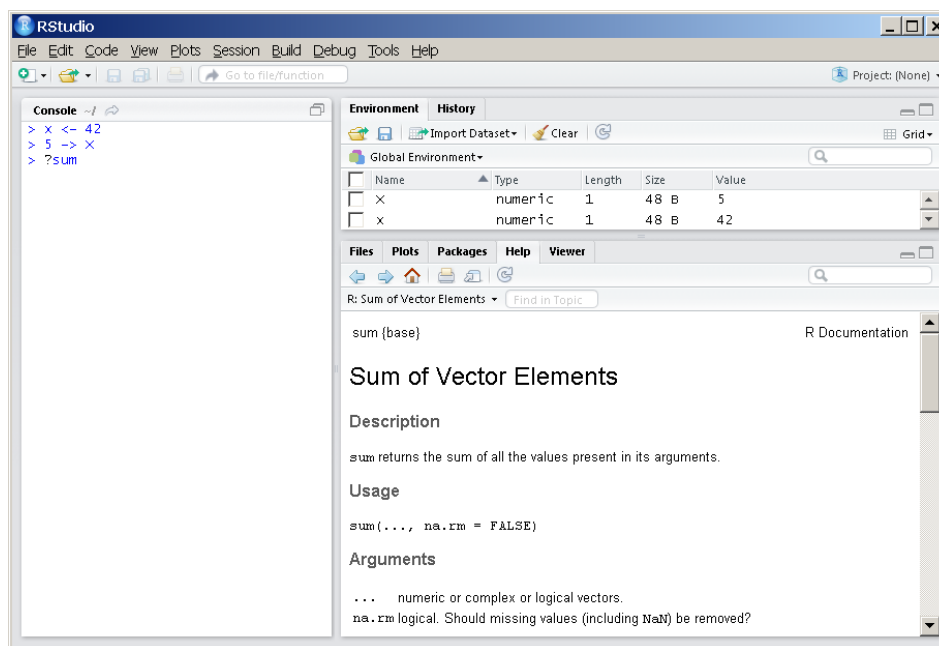 RStudio
File Edit Code View Plots Session Build Debug Tools Help
Go to file/function
Project: (None)
Console ~/
> x <- 42
> 5 -> X
> ?sum
Environment History
Import Dataset Clear
Grid
Global Environment
Name Type Length Size Value
X numeric 1 48 B 5
x numeric 1 48 B 42
Files Plots Packages Help Viewer
R: Sum of Vector Elements Find in Topic
sum {base} R Documentation
Sum of Vector Elements
Description
sum returns the sum of all the values present in its arguments.
Usage
sum(..., na.rm = FALSE)
Arguments
... numeric or complex or logical vectors.
na.rm logical. Should missing values (including NaN) be removed?